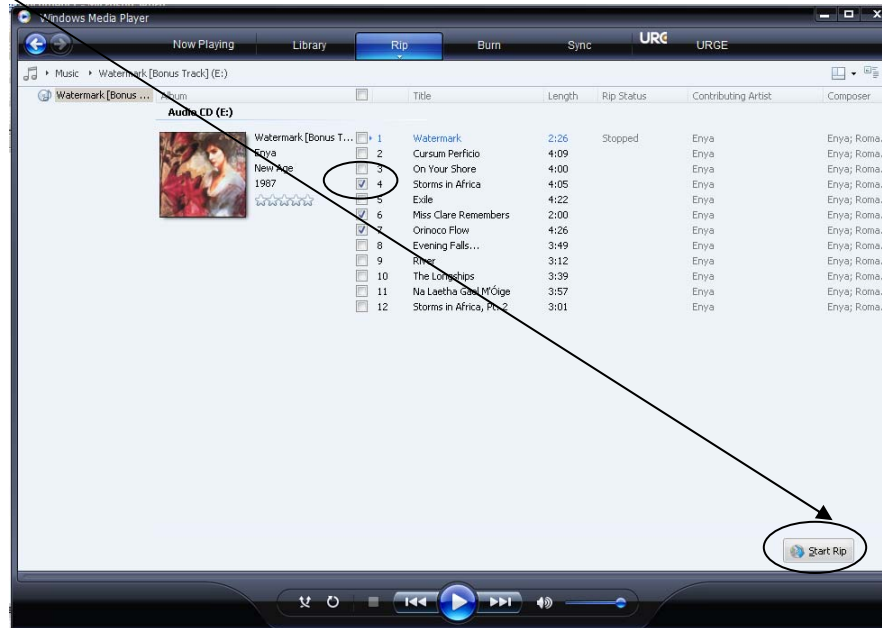 Windows Media Player
Now Playing Library Rip Burn Sync URGE URGE
Music Watermark [Bonus Track] (E:)
Watermark [Bonus ... Album Title Length Rip Status Contributing Artist Composer
Audio CD (E:)
Watermark [Bonus T... 1 Watermark 2:26 Stopped Enya Enya; Roma.
Enya 2 Cursum Perficio 4:09 Enya Enya; Roma.
New Age 3 On Your Shore 4:00 Enya Enya; Roma.
1987 4 Storms in Africa 4:05 Enya Enya; Roma.
5 Exile 4:22 Enya Enya; Roma.
6 Miss Clare Remembers 2:00 Enya Enya; Roma.
7 Orinoco Flow 4:26 Enya Enya; Roma.
8 Evening Falls... 3:49 Enya Enya; Roma.
9 River 3:12 Enya Enya; Roma.
10 The Longships 3:39 Enya Enya; Roma.
11 Na Laetha Gael M'Óige 3:57 Enya Enya; Roma.
12 Storms in Africa, Pt. 2 3:01 Enya Enya; Roma.
Start Rip